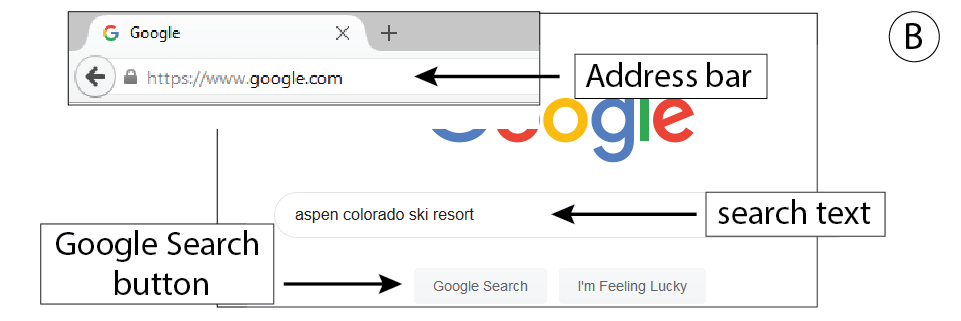 Google
B
https://www.google.com
Address bar
Google
aspen colorado ski resort
search text
Google Search
button
Google Search
I'm Feeling Lucky